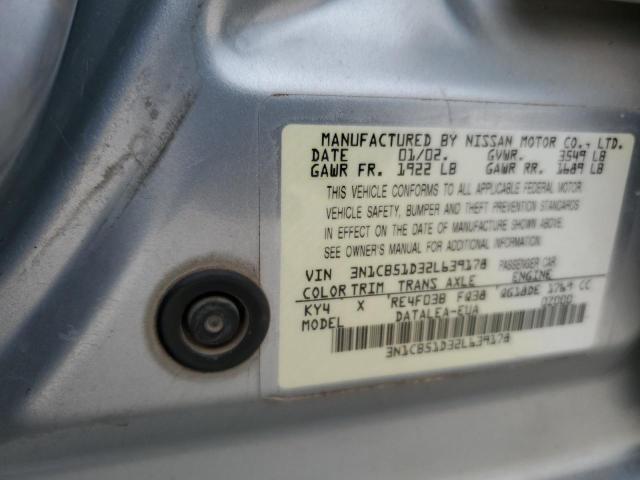 MANUFACTURED BY NISSAN MOTOR CO., LTD.
DATE 01/02. GVWR. 3549 LB
GAWR FR. 1922 LB GAWR RR. 1689 LB
THIS VEHICLE CONFORMS TO ALL APPLICABLE FEDERAL MOTOR
VEHICLE SAFETY, BUMPER AND THEFT PREVENTION STANDARDS
IN EFFECT ON THE DATE OF MANUFACTURE SHOWN ABOVE.
SEE OWNER'S MANUAL FOR ADDITIONAL INFORMATION
VIN 3N1CB51D32L639178 PASSENGER CAR
COLOR TRIM TRANS AXLE ENGINE
KY4 X RE4F03B FQ38 QG18DE 1769 CC
MODEL DATALEA-EUA 0Z000
3N1CB51D32L639178